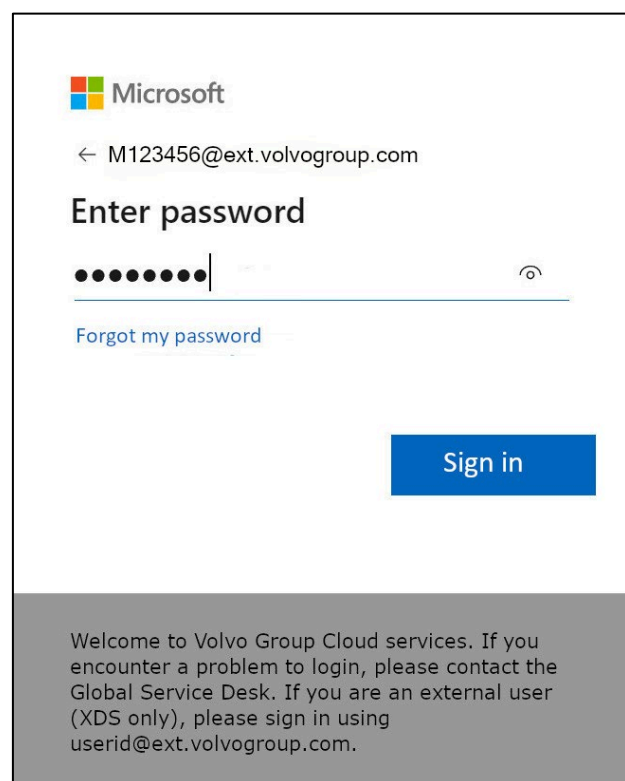 Microsoft
← M123456@ext.volvogroup.com
Enter password
●●●●●●●●
Forgot my password
Sign in
Welcome to Volvo Group Cloud services. If you
encounter a problem to login, please contact the
Global Service Desk. If you are an external user
(XDS only), please sign in using
userid@ext.volvogroup.com.